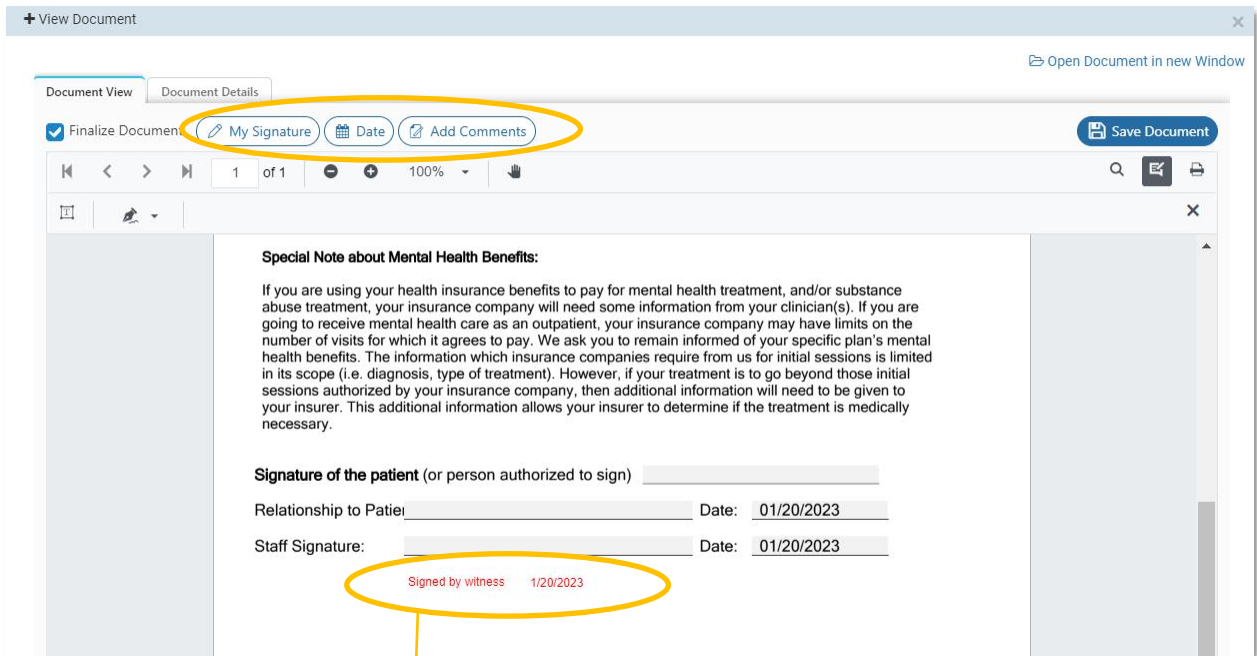 View Document
Open Document in new Window
Document View Document Details
Finalize Document My Signature Date Add Comments Save Document
1 of 1 100%
Special Note about Mental Health Benefits:
If you are using your health insurance benefits to pay for mental health treatment, and/or substance
abuse treatment, your insurance company will need some information from your clinician(s). If you are
going to receive mental health care as an outpatient, your insurance company may have limits on the
number of visits for which it agrees to pay. We ask you to remain informed of your specific plan’s mental
health benefits. The information which insurance companies require from us for initial sessions is limited
in its scope (i.e. diagnosis, type of treatment). However, if your treatment is to go beyond those initial
sessions authorized by your insurance company, then additional information will need to be given to
your insurer. This additional information allows your insurer to determine if the treatment is medically
necessary.
Signature of the patient (or person authorized to sign)
Relationship to Patie Date: 01/20/2023
Staff Signature: Date: 01/20/2023
Signed by witness 1/20/2023